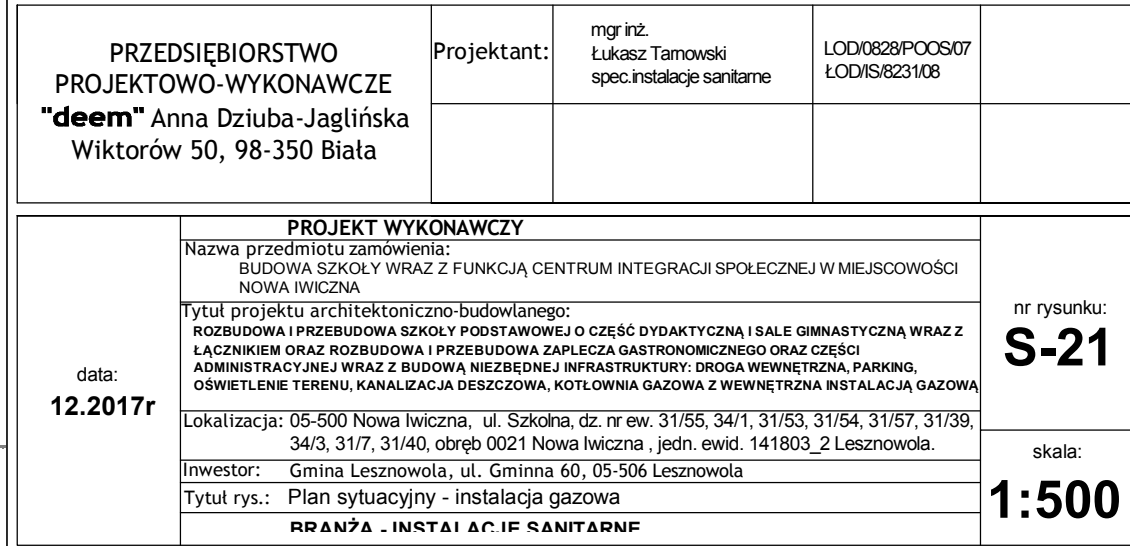 PRZEDSIĘBIORSTWO
PROJEKTOWO-WYKONAWCZE
"deem" Anna Dziuba-Jaglińska
Wiktorów 50, 98-350 Biała
Projektant:
mgr inż.
Łukasz Tarnowski
spec.instalacje sanitarne
LOD/0828/POOS/07
ŁOD/IS/8231/08
data:
12.2017r
PROJEKT WYKONAWCZY
Nazwa przedmiotu zamówienia:
BUDOWA SZKOŁY WRAZ Z FUNKCJĄ CENTRUM INTEGRACJI SPOŁECZNEJ W MIEJSCOWOŚCI
NOWA IWICZNA
Tytuł projektu architektoniczno-budowlanego:
ROZBUDOWA I PRZEBUDOWA SZKOŁY PODSTAWOWEJ O CZĘŚĆ DYDAKTYCZNĄ I SALE GIMNASTYCZNĄ WRAZ Z
ŁĄCZNIKIEM ORAZ ROZBUDOWA I PRZEBUDOWA ZAPLECZA GASTRONOMICZNEGO ORAZ CZĘŚCI
ADMINISTRACYJNEJ WRAZ Z BUDOWĄ NIEZBĘDNEJ INFRASTRUKTURY: DROGA WEWNĘTRZNA, PARKING,
OŚWIETLENIE TERENU, KANALIZACJA DESZCZOWA, KOTŁOWNIA GAZOWA Z WEWNĘTRZNA INSTALACJĄ GAZOWĄ
Lokalizacja: 05-500 Nowa Iwiczna, ul. Szkolna, dz. nr ew. 31/55, 34/1, 31/53, 31/54, 31/57, 31/39,
34/3, 31/7, 31/40, obręb 0021 Nowa Iwiczna , jedn. ewid. 141803_2 Lesznowola.
Inwestor: Gmina Lesznowola, ul. Gminna 60, 05-506 Lesznowola
Tytuł rys.: Plan sytuacyjny - instalacja gazowa
BRANŻA - INSTALACJE SANITARNE
nr rysunku:
S-21
skala:
1:500